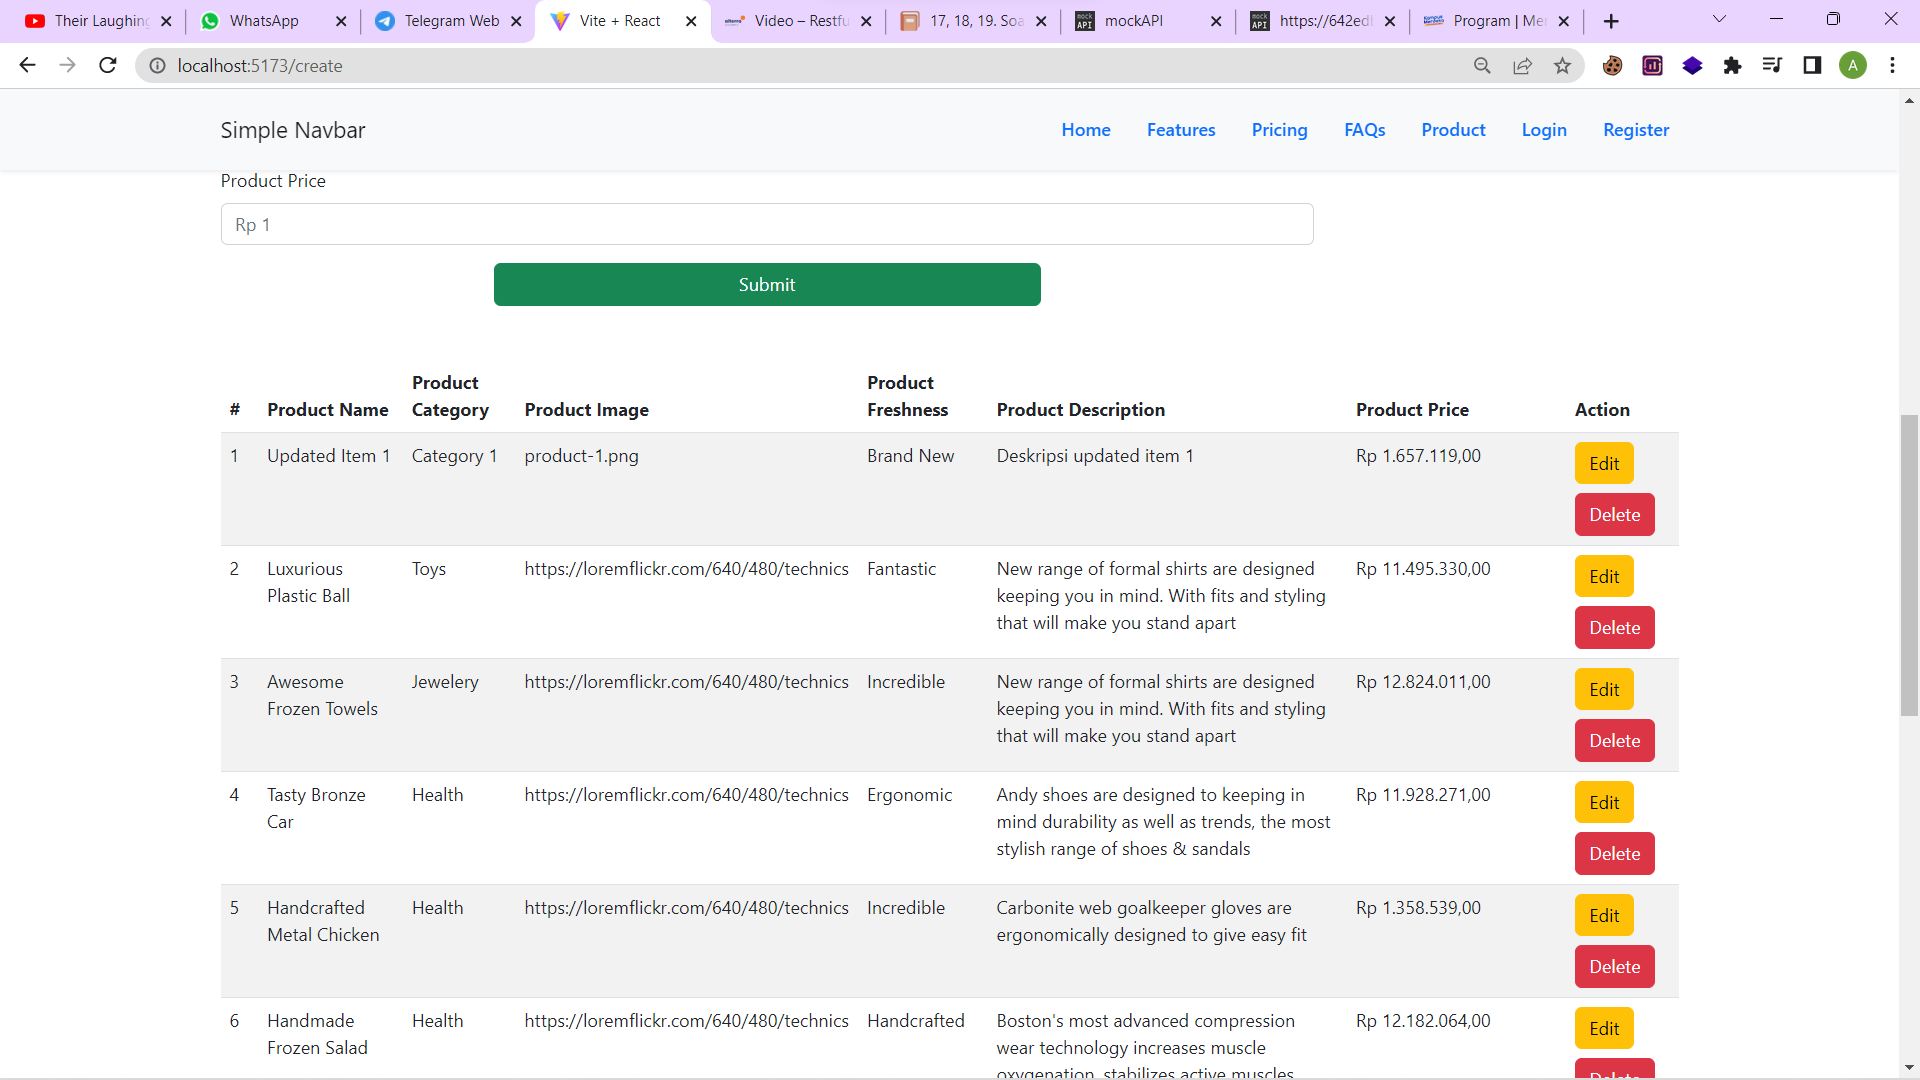 Their Laughing
WhatsApp
Telegram Web
Vite + React
Video – Restfu
17, 18, 19. Soa
mockAPI
https://642ed
Program | Mer
localhost:5173/create
A
Simple Navbar
Home
Features
Pricing
FAQs
Product
Login
Register
Product Price
Rp 1
Submit
# Product Name Product Category Product Image Product Freshness Product Description Product Price Action
1 Updated Item 1 Category 1 product-1.png Brand New Deskripsi updated item 1 Rp 1.657.119,00 Edit
Delete
2 Luxurious Toys https://loremflickr.com/640/480/technics Fantastic New range of formal shirts are designed Rp 11.495.330,00 Edit
Plastic Ball keeping you in mind. With fits and styling
that will make you stand apart Delete
3 Awesome Jewelery https://loremflickr.com/640/480/technics Incredible New range of formal shirts are designed Rp 12.824.011,00 Edit
Frozen Towels keeping you in mind. With fits and styling
that will make you stand apart Delete
4 Tasty Bronze Health https://loremflickr.com/640/480/technics Ergonomic Andy shoes are designed to keeping in Rp 11.928.271,00 Edit
Car mind durability as well as trends, the most
stylish range of shoes & sandals Delete
5 Handcrafted Health https://loremflickr.com/640/480/technics Incredible Carbonite web goalkeeper gloves are Rp 1.358.539,00 Edit
Metal Chicken ergonomically designed to give easy fit
Delete
6 Handmade Health https://loremflickr.com/640/480/technics Handcrafted Boston's most advanced compression Rp 12.182.064,00 Edit
Frozen Salad wear technology increases muscle
oxygenation, stabilizes active muscles Delete